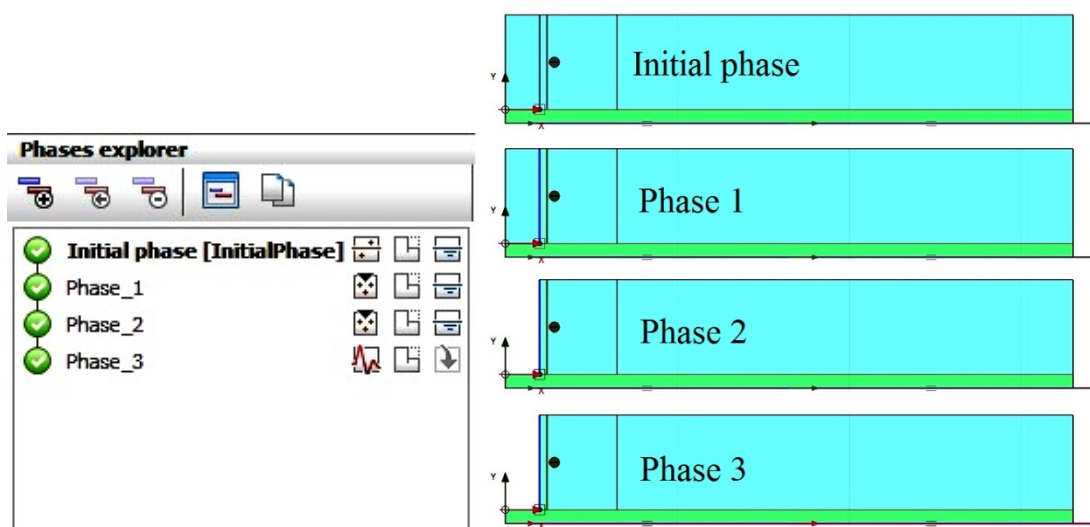 Phases explorer
Initial phase [InitialPhase]
Phase_1
Phase_2
Phase_3
Initial phase
Y
X
Phase 1
Y
X
Phase 2
Y
X
Phase 3
Y
X